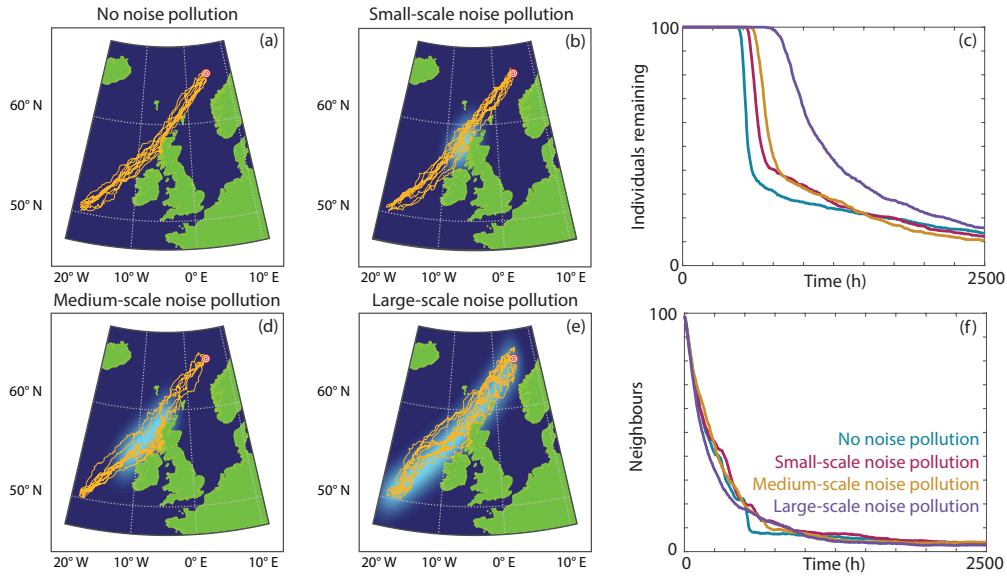 No noise pollution
(a)
60° N
50° N
20° W 10° W 0° E 10° E
Small-scale noise pollution
(b)
60° N
50° N
20° W 10° W 0° E 10° E
(c)
100
Individuals remaining
0
0 Time (h) 2500
Medium-scale noise pollution
(d)
60° N
50° N
20° W 10° W 0° E 10° E
Large-scale noise pollution
(e)
60° N
50° N
20° W 10° W 0° E 10° E
(f)
100
Neighbours
No noise pollution
Small-scale noise pollution
Medium-scale noise pollution
Large-scale noise pollution
0
0 Time (h) 2500